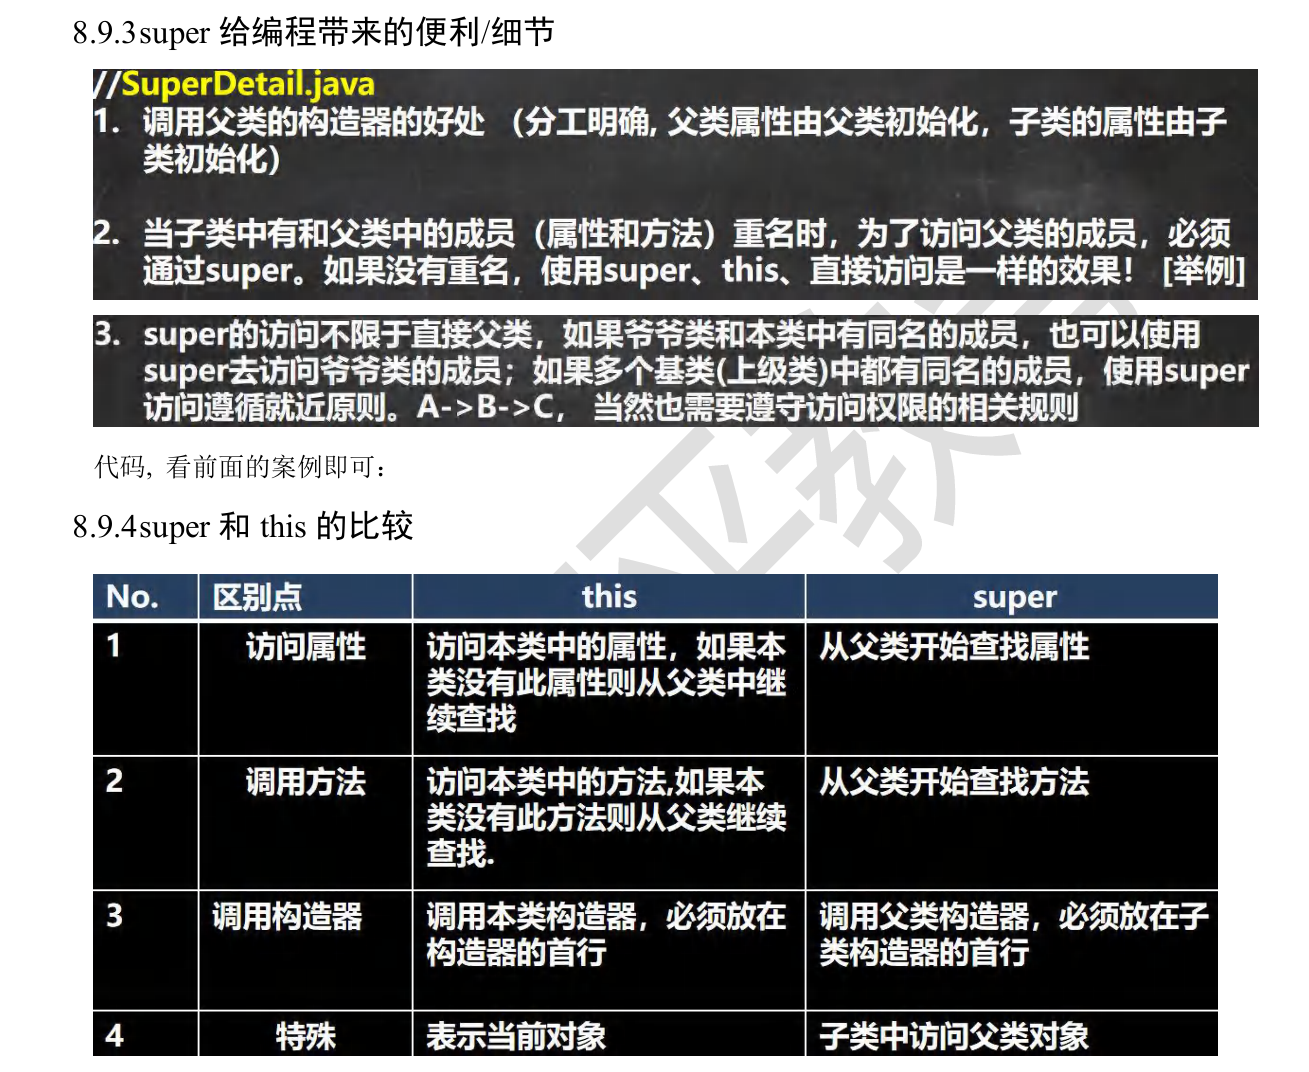 8.9.3super 给编程带来的便利/细节
//SuperDetail.java
1. 调用父类的构造器的好处 （分工明确, 父类属性由父类初始化，子类的属性由子
类初始化）
2. 当子类中有和父类中的成员（属性和方法）重名时，为了访问父类的成员，必须
通过super。如果没有重名，使用super、this、直接访问是一样的效果！ [举例]
3. super的访问不限于直接父类，如果爷爷类和本类中有同名的成员，也可以使用
super去访问爷爷类的成员；如果多个基类(上级类)中都有同名的成员，使用super
访问遵循就近原则。A->B->C， 当然也需要遵守访问权限的相关规则
代码, 看前面的案例即可：
8.9.4super 和 this 的比较
No. 区别点 this super
1 访问属性 访问本类中的属性，如果本 从父类开始查找属性
类没有此属性则从父类中继
续查找
2 调用方法 访问本类中的方法,如果本 从父类开始查找方法
类没有此方法则从父类继续
查找.
3 调用构造器 调用本类构造器，必须放在 调用父类构造器，必须放在子
构造器的首行 类构造器的首行
4 特殊 表示当前对象 子类中访问父类对象